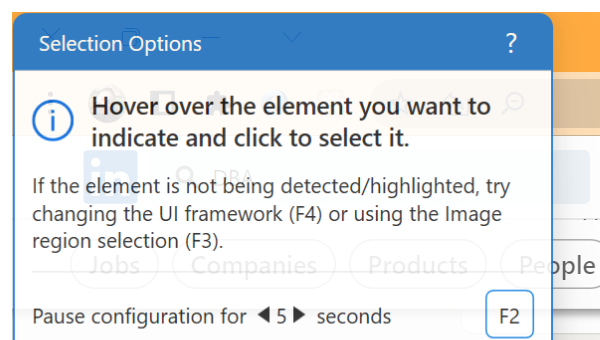 Selection Options ?
Hover over the element you want to
indicate and click to select it.
in DBA
If the element is not being detected/highlighted, try
changing the UI framework (F4) or using the Image
region selection (F3).
Jobs Companies Products People
Pause configuration for 5 seconds F2